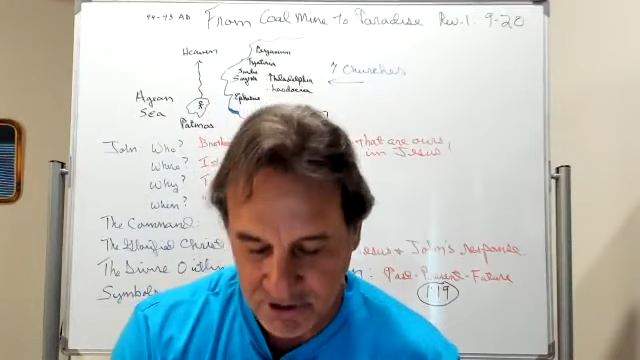 94-95 AD From Coal Mine to Paradise Rev. 1: 9-20
Heaven
Pergamum
Thyatira
Sardis
Smyrna Philadelphia
Laodicea
7 Churches
Ephesus
Agean
Sea
Patmos
John: Who? that are ours
in Jesus!
Where?
Why?
When?
The Command:
The Glorified Christ Jesus & John's response
The Divine Outline : Past-Present-Future
Symbols 1:19